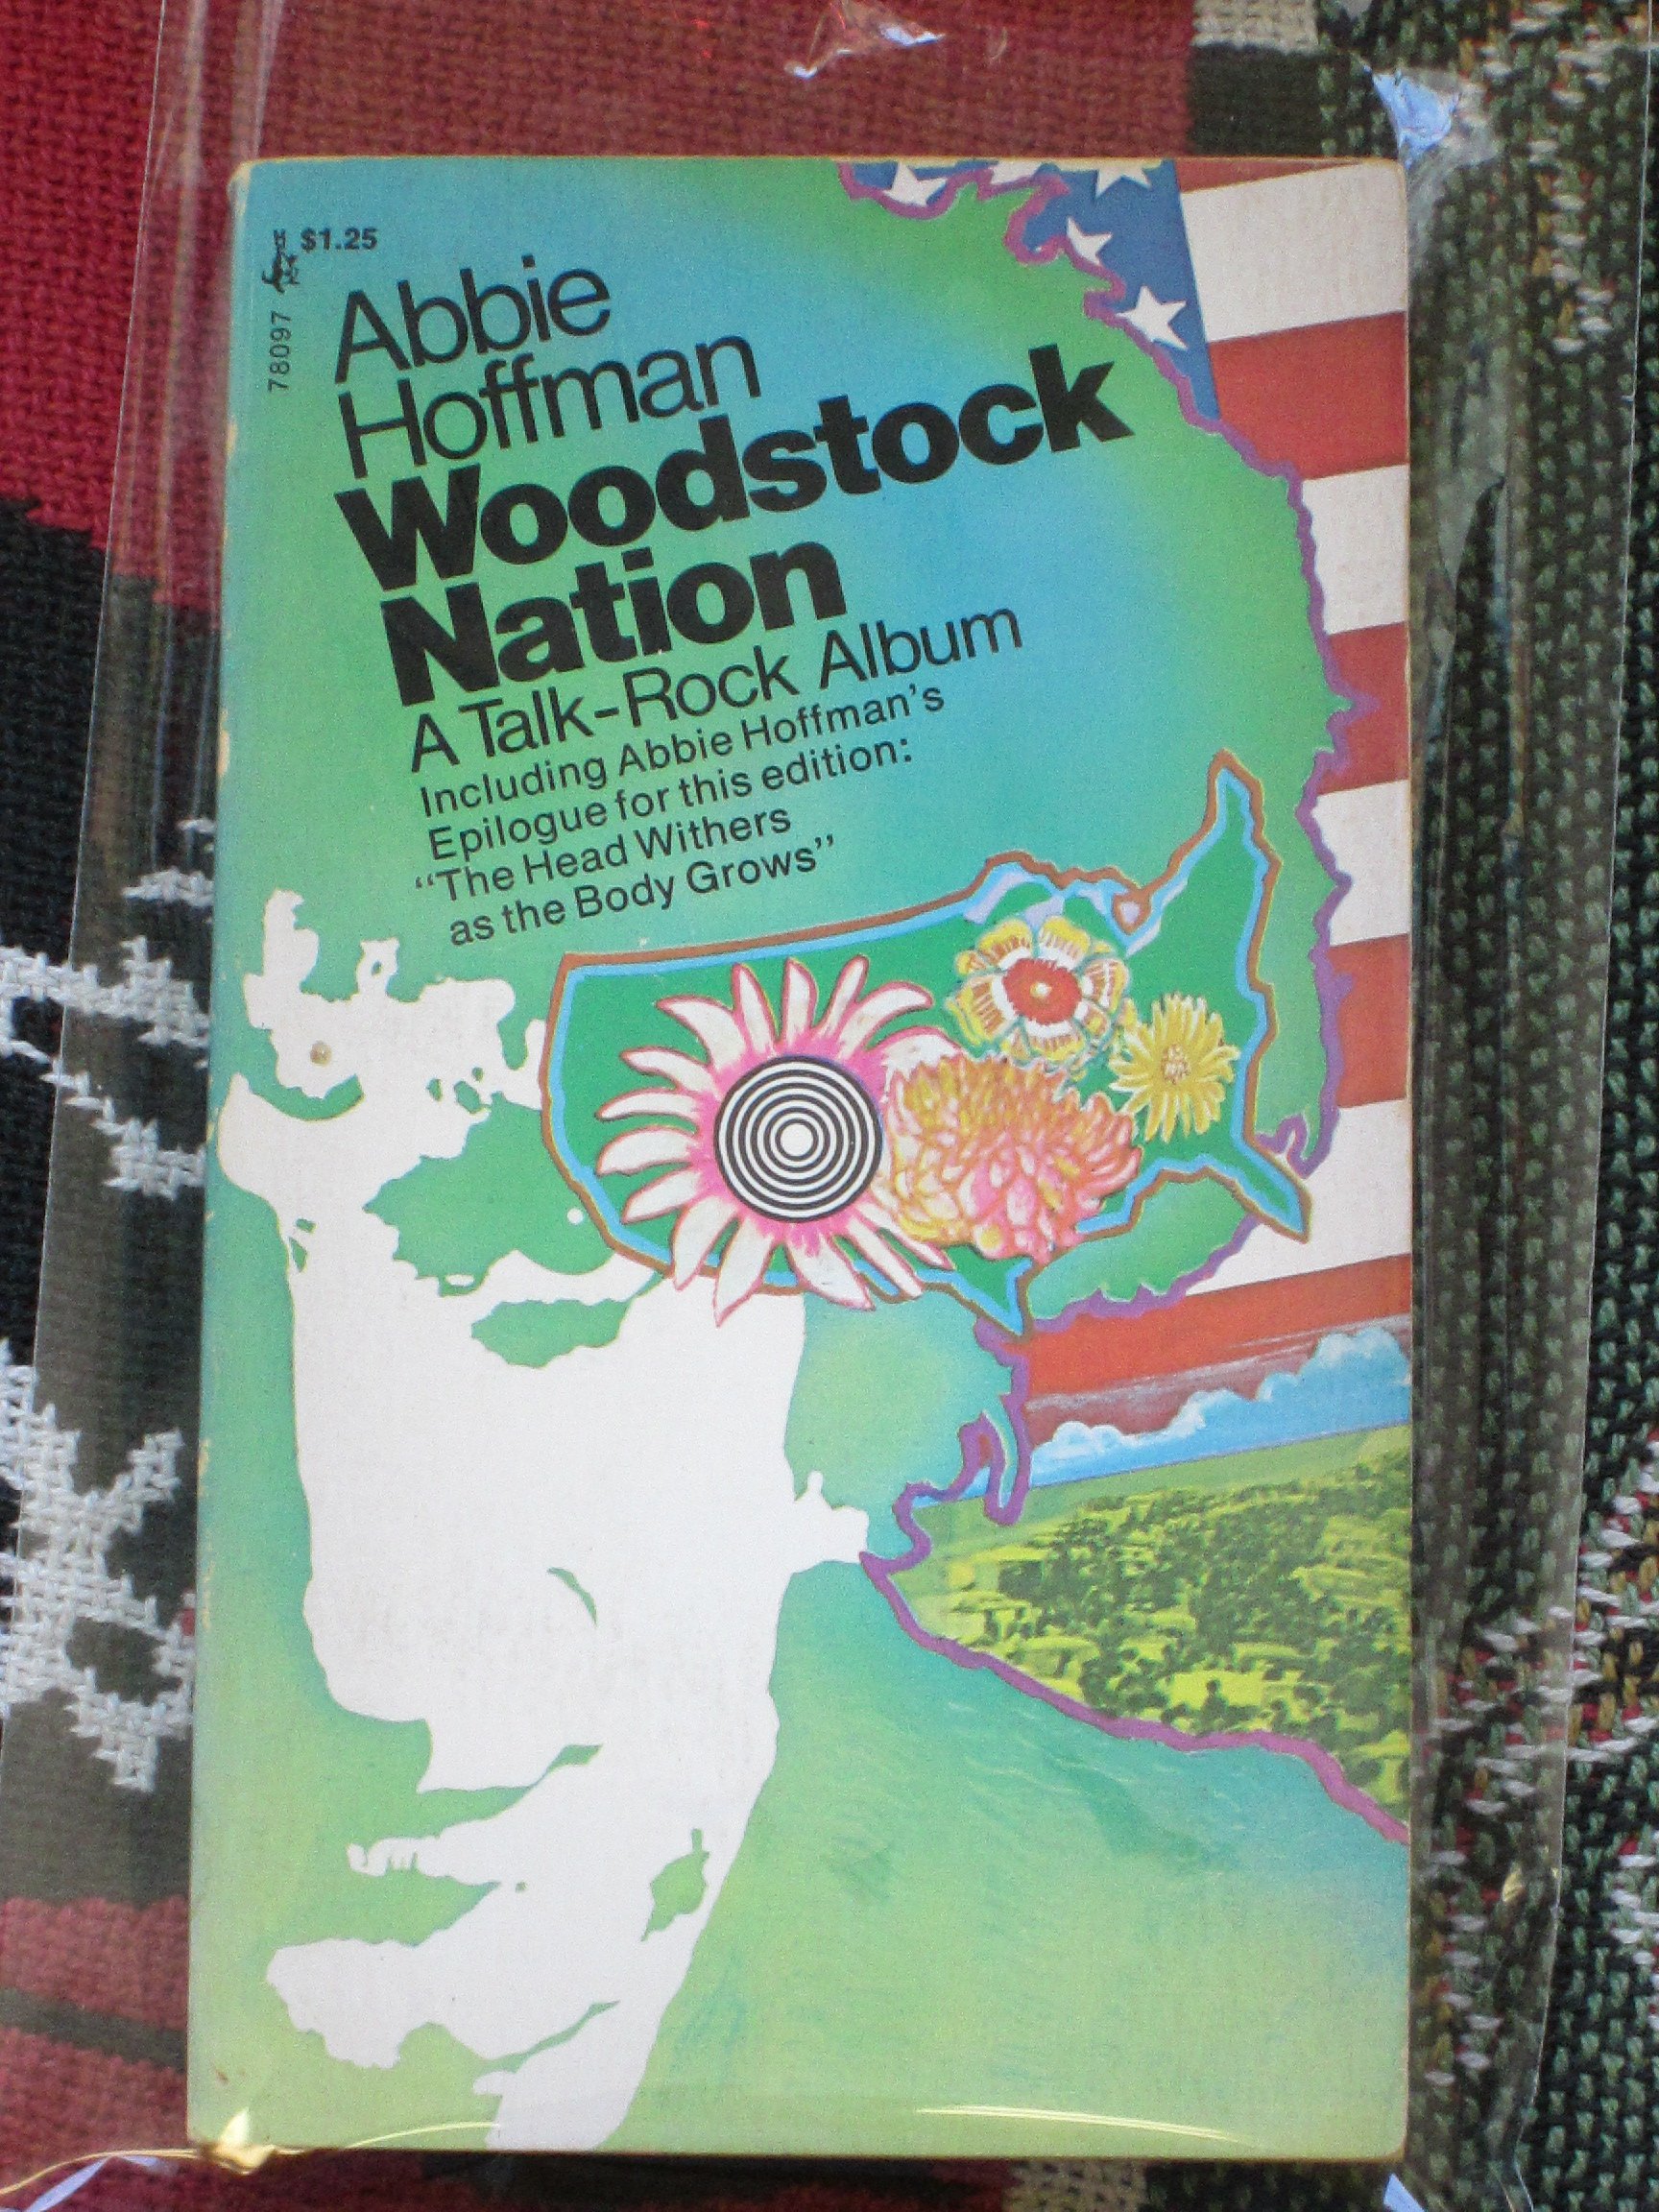 $1.25
78097
Abbie
Hoffman
Woodstock
Nation
A Talk-Rock Album
Including Abbie Hoffman's
Epilogue for this edition:
"The Head Withers
as the Body Grows"